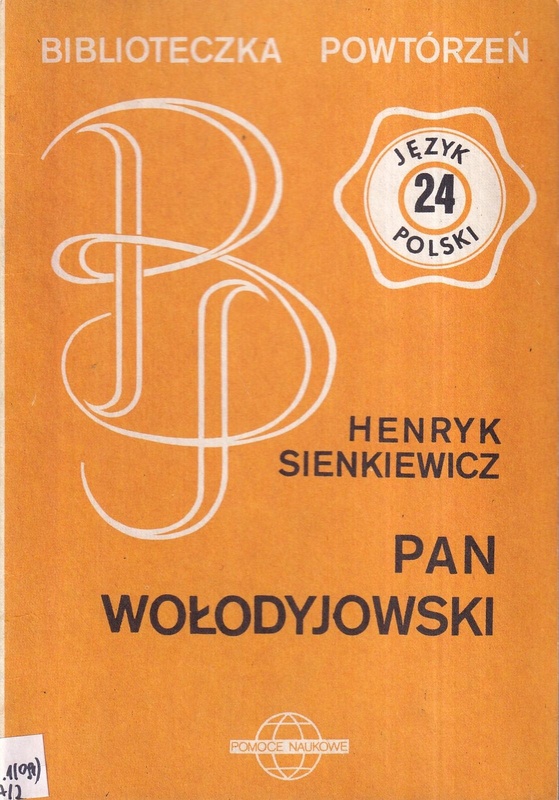 BIBLIOTECZKA POWTÓRZEŃ
JĘZYK
24
POLSKI
HENRYK
SIENKIEWICZ
PAN
WOŁODYJOWSKI
POMOCE NAUKOWE